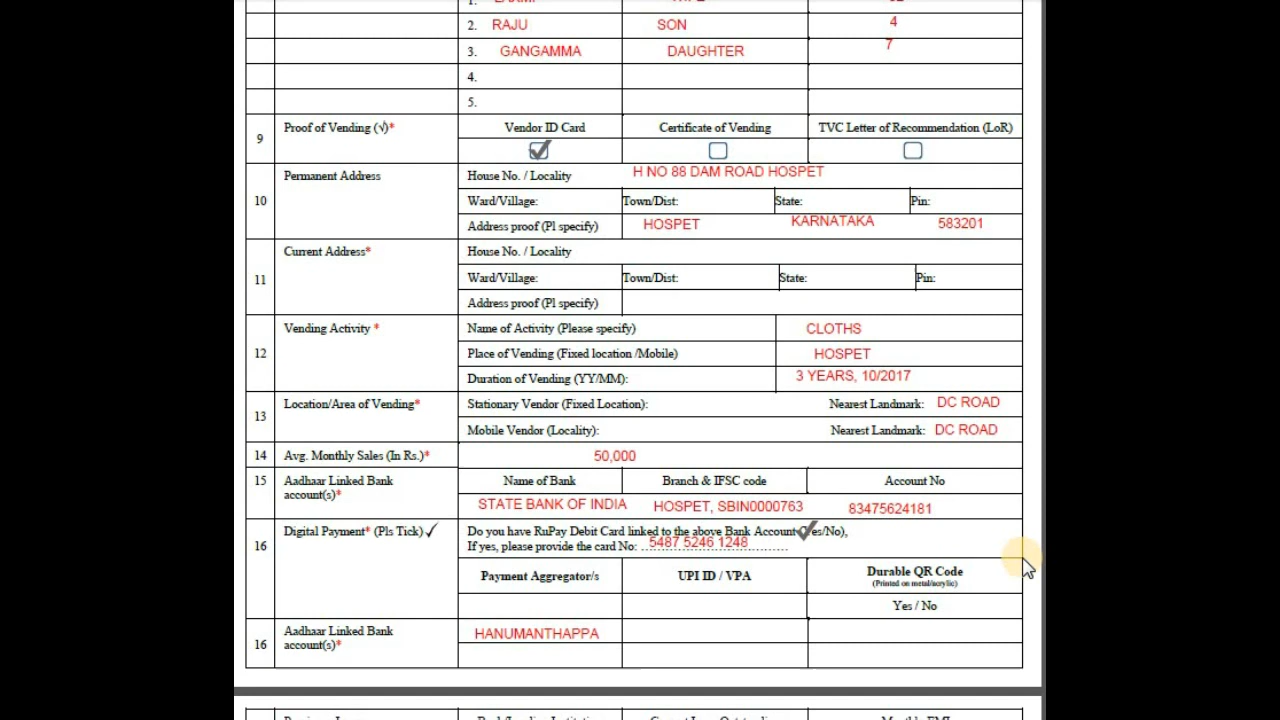 1.
2. RAJU SON 4
3. GANGAMMA DAUGHTER 7
4.
5.
9 Proof of Vending (√)* Vendor ID Card Certificate of Vending TVC Letter of Recommendation (LoR)
10 Permanent Address House No. / Locality H NO 88 DAM ROAD HOSPET
Ward/Village: Town/Dist: State: Pin:
Address proof (Pl specify) HOSPET KARNATAKA 583201
11 Current Address* House No. / Locality
Ward/Village: Town/Dist: State: Pin:
Address proof (Pl specify)
12 Vending Activity * Name of Activity (Please specify) CLOTHS
Place of Vending (Fixed location /Mobile) HOSPET
Duration of Vending (YY/MM): 3 YEARS, 10/2017
13 Location/Area of Vending* Stationary Vendor (Fixed Location): Nearest Landmark: DC ROAD
Mobile Vendor (Locality): Nearest Landmark: DC ROAD
14 Avg. Monthly Sales (In Rs.)* 50,000
15 Aadhaar Linked Bank account(s)* Name of Bank Branch & IFSC code Account No
STATE BANK OF INDIA HOSPET, SBIN0000763 83475624181
16 Digital Payment* (Pls Tick) ✓ Do you have RuPay Debit Card linked to the above Bank Account (Yes/No),
If yes, please provide the card No: 5487 5246 1248
Payment Aggregator/s UPI ID / VPA Durable QR Code
(Printed on metal/acrylic)
Yes / No
16 Aadhaar Linked Bank account(s)* HANUMANTHAPPA